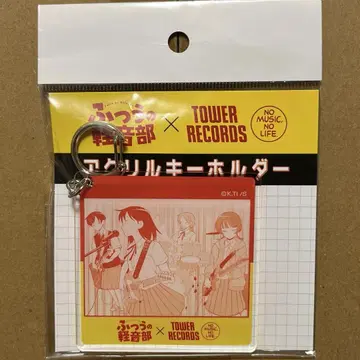 ふつうの
軽音部
×
TOWER
RECORDS
NO
MUSIC,
NO
LIFE
アクリルキーホルダー
©K.T/S
ふつうの
軽音部
×
TOWER
RECORDS